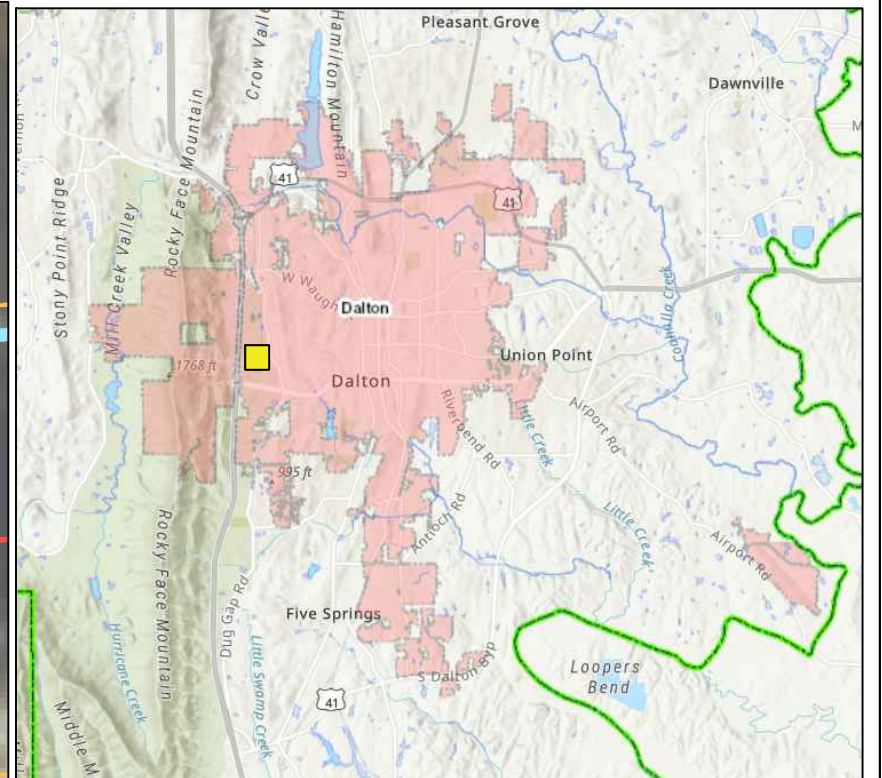 Pleasant Grove
Dawnville
Crow Valle
Hamilton Mountain
Rocky Face Mountain
Stony Point Ridge
Mill Creek Valley
41
41
W Waugh
Dalton
Coahulla Creek
Union Point
1768 ft
Dalton
Riverbend Rd
Little Creek
Airport Rd
995 ft
Antioch Rd
Little Creek
Airport Rd
Rocky Face Mountain
Dug Gap Rd
Five Springs
Hurricane Creek
Little Swamp Creek
S Dalton Byp
Loopers
Bend
41
Middle M